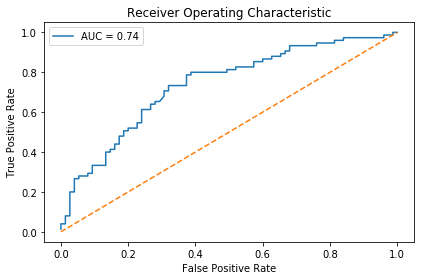 Receiver Operating Characteristic
AUC = 0.74
True Positive Rate
1.0
0.8
0.6
0.4
0.2
0.0
0.0 0.2 0.4 0.6 0.8 1.0
False Positive Rate